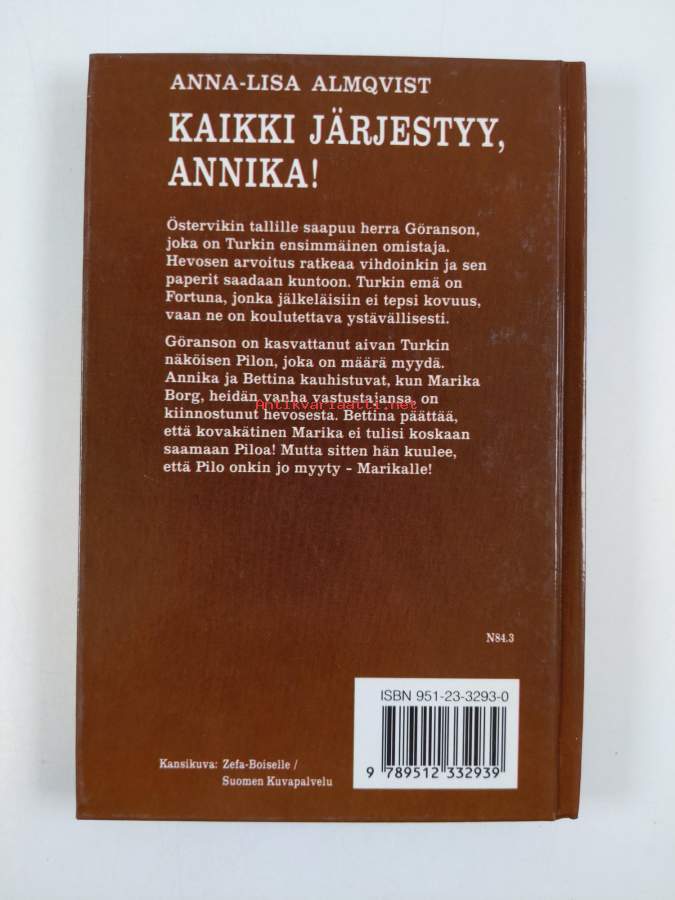 ANNA-LISA ALMQVIST
KAIKKI JÄRJESTYY,
ANNIKA!
Östervikin tallille saapuu herra Göranson,
joka on Turkin ensimmäinen omistaja.
Hevosen arvoitus ratkeaa vihdoinkin ja sen
paperit saadaan kuntoon. Turkin emä on
Fortuna, jonka jälkeläisiin ei tepsi kovuus,
vaan ne on koulutettava ystävällisesti.
Göranson on kasvattanut aivan Turkin
näköisen Pilon, joka on määrä myydä.
Annika ja Bettina kauhistuvat, kun Marika
Borg, heidän vanha vastustajansa, on
Antikvariaatti.net
kiinnostunut hevosesta. Bettina päättää,
että kovakätinen Marika ei tulisi koskaan
saamaan Piloa! Mutta sitten hän kuulee,
että Pilo onkin jo myyty - Marikalle!
N84.3
ISBN 951-23-3293-0
9 789512 332939
Kansikuva: Zefa-Boiselle /
Suomen Kuvapalvelu